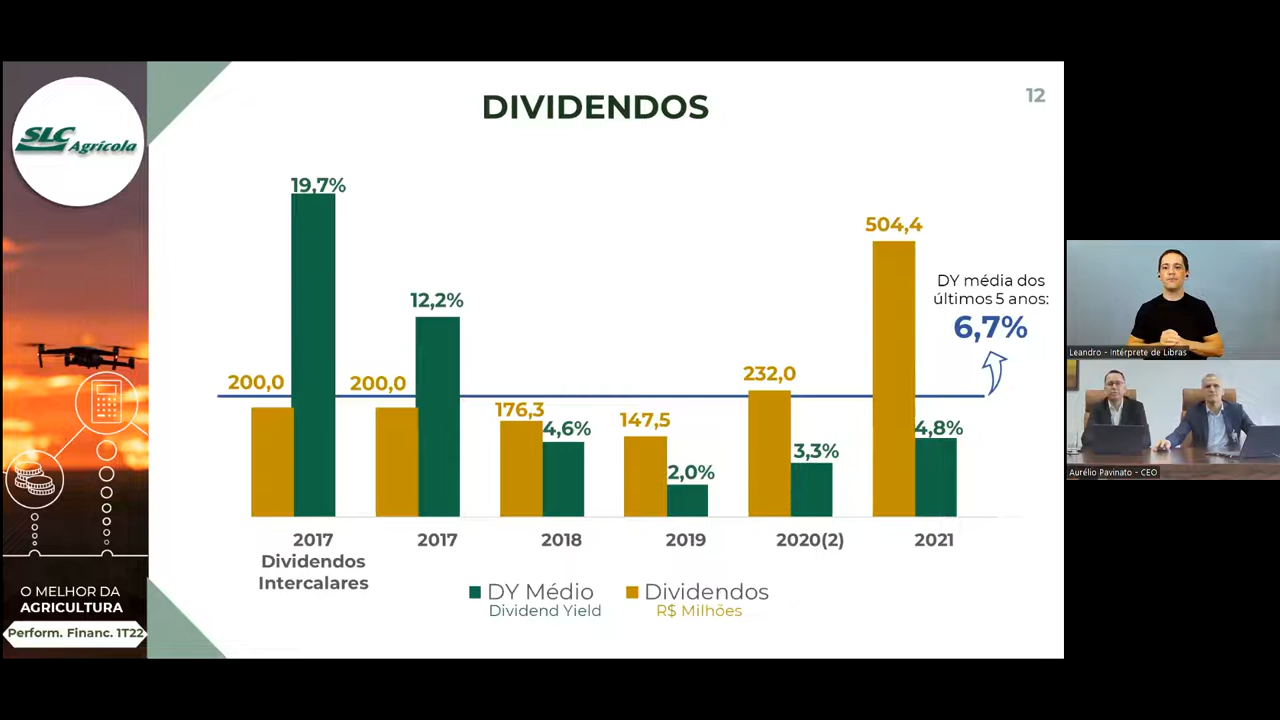 SLC
Agrícola
DIVIDENDOS
12
19,7%
504,4
DY média dos
últimos 5 anos:
6,7%
12,2%
200,0
200,0
176,3
4,6%
147,5
2,0%
232,0
3,3%
4,8%
2017
Dividendos
Intercalares
2017
2018
2019
2020(2)
2021
DY Médio
Dividend Yield
Dividendos
R$ Milhões
O MELHOR DA
AGRICULTURA
Perform. Financ. 1T22
Leandro - Intérprete de Libras
Aurélio Pavinato - CEO